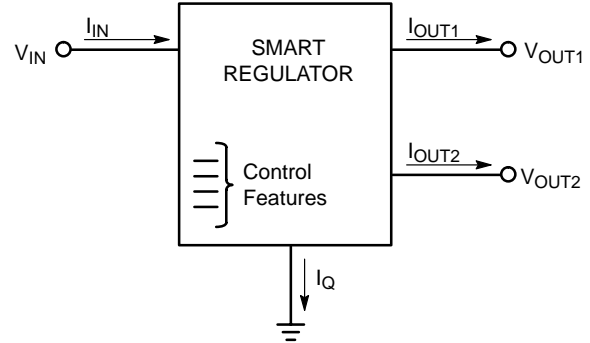 I_IN
I_OUT1
SMART
REGULATOR
V_IN
V_OUT1
I_OUT2
Control
Features
V_OUT2
I_Q